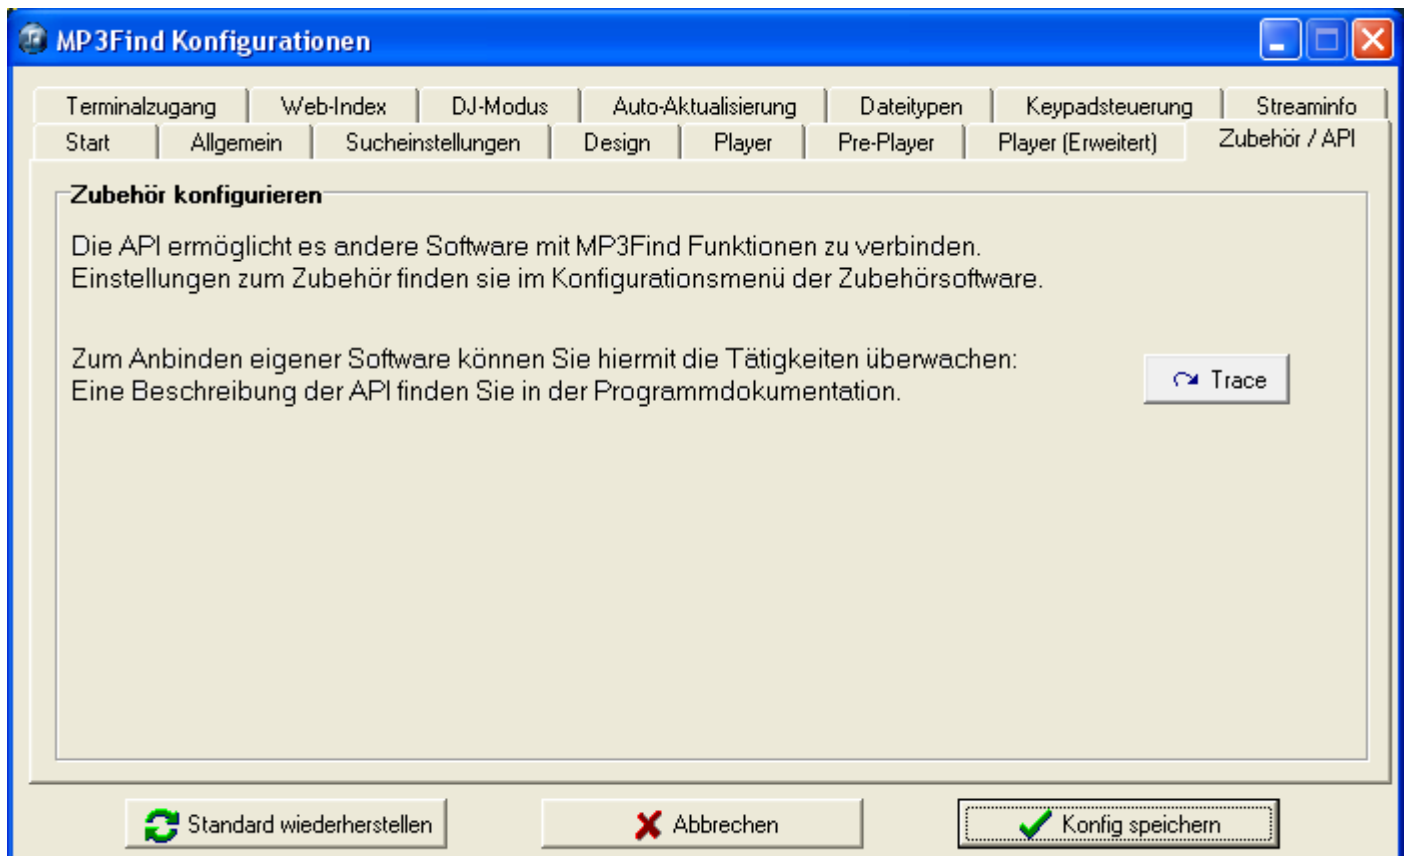 MP3Find Konfigurationen
Terminalzugang Web-Index DJ-Modus Auto-Aktualisierung Dateitypen Keypadsteuerung Streaminfo
Start Allgemein Sucheinstellungen Design Player Pre-Player Player (Erweitert) Zubehör / API
Zubehör konfigurieren
Die API ermöglicht es andere Software mit MP3Find Funktionen zu verbinden.
Einstellungen zum Zubehör finden sie im Konfigurationsmenü der Zubehörsoftware.
Zum Anbinden eigener Software können Sie hiermit die Tätigkeiten überwachen:
Eine Beschreibung der API finden Sie in der Programmdokumentation.
Trace
Standard wiederherstellen Abbrechen Konfig speichern